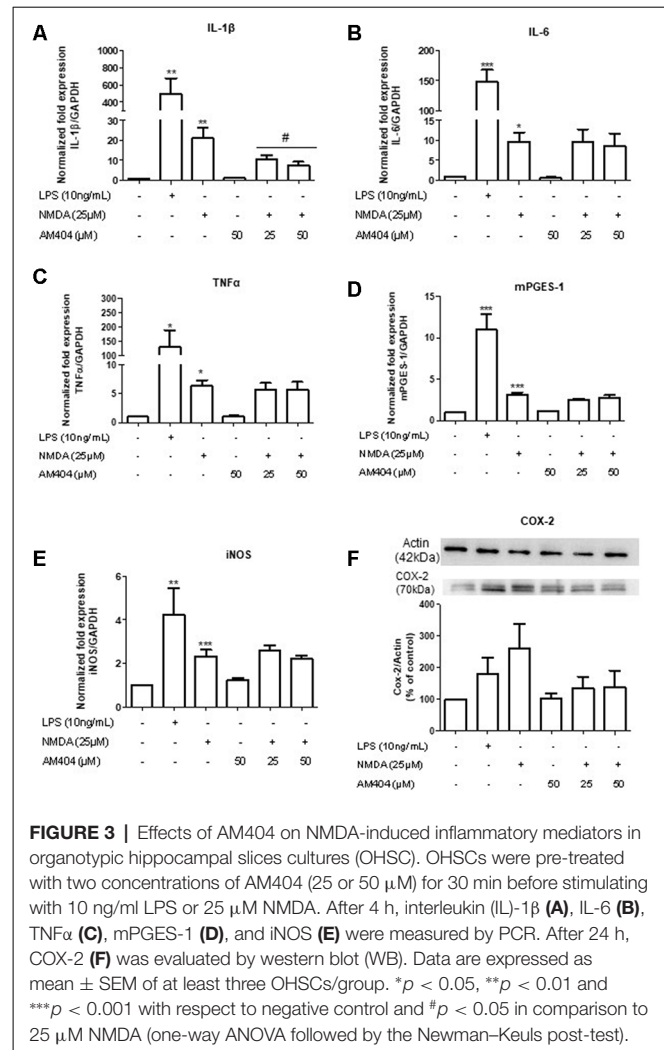 A
IL-1β
Normalized fold expression
IL-1β/GAPDH
1000
800
600
400
200
30
20
10
0
**
**
#
LPS (10ng/mL) - + - - - -
NMDA (25µM) - - + - + +
AM404 (µM) - - - 50 25 50
B
IL-6
Normalized fold expression
IL-6/GAPDH
200
150
100
50
20
15
10
5
0
***
*
LPS (10ng/mL) - + - - - -
NMDA (25µM) - - + - + +
AM404 (µM) - - - 50 25 50
C
TNFα
Normalized fold expression
TNFα/GAPDH
300
250
200
150
100
50
10
5
0
*
*
LPS (10ng/mL) - + - - - -
NMDA (25µM) - - + - + +
AM404 (µM) - - - 50 25 50
D
mPGES-1
Normalized fold expression
mPGES-1/GAPDH
15
10
5
0
***
***
LPS (10ng/mL) - + - - - -
NMDA (25µM) - - + - + +
AM404 (µM) - - - 50 25 50
E
iNOS
Normalized fold expression
iNOS/GAPDH
6
4
2
0
**
***
LPS (10ng/mL) - + - - - -
NMDA (25µM) - - + - + +
AM404 (µM) - - - 50 25 50
F
COX-2
Actin
(42kDa)
COX-2
(70kDa)
Cox-2/Actin
(% of control)
400
300
200
100
0
LPS (10ng/mL) - + - - - -
NMDA (25µM) - - + - + +
AM404 (µM) - - - 50 25 50
FIGURE 3 | Effects of AM404 on NMDA-induced inflammatory mediators in
organotypic hippocampal slices cultures (OHSC). OHSCs were pre-treated
with two concentrations of AM404 (25 or 50 μM) for 30 min before stimulating
with 10 ng/ml LPS or 25 μM NMDA. After 4 h, interleukin (IL)-1β (A), IL-6 (B),
TNFα (C), mPGES-1 (D), and iNOS (E) were measured by PCR. After 24 h,
COX-2 (F) was evaluated by western blot (WB). Data are expressed as
mean ± SEM of at least three OHSCs/group. *p < 0.05, **p < 0.01 and
***p < 0.001 with respect to negative control and #p < 0.05 in comparison to
25 μM NMDA (one-way ANOVA followed by the Newman–Keuls post-test).